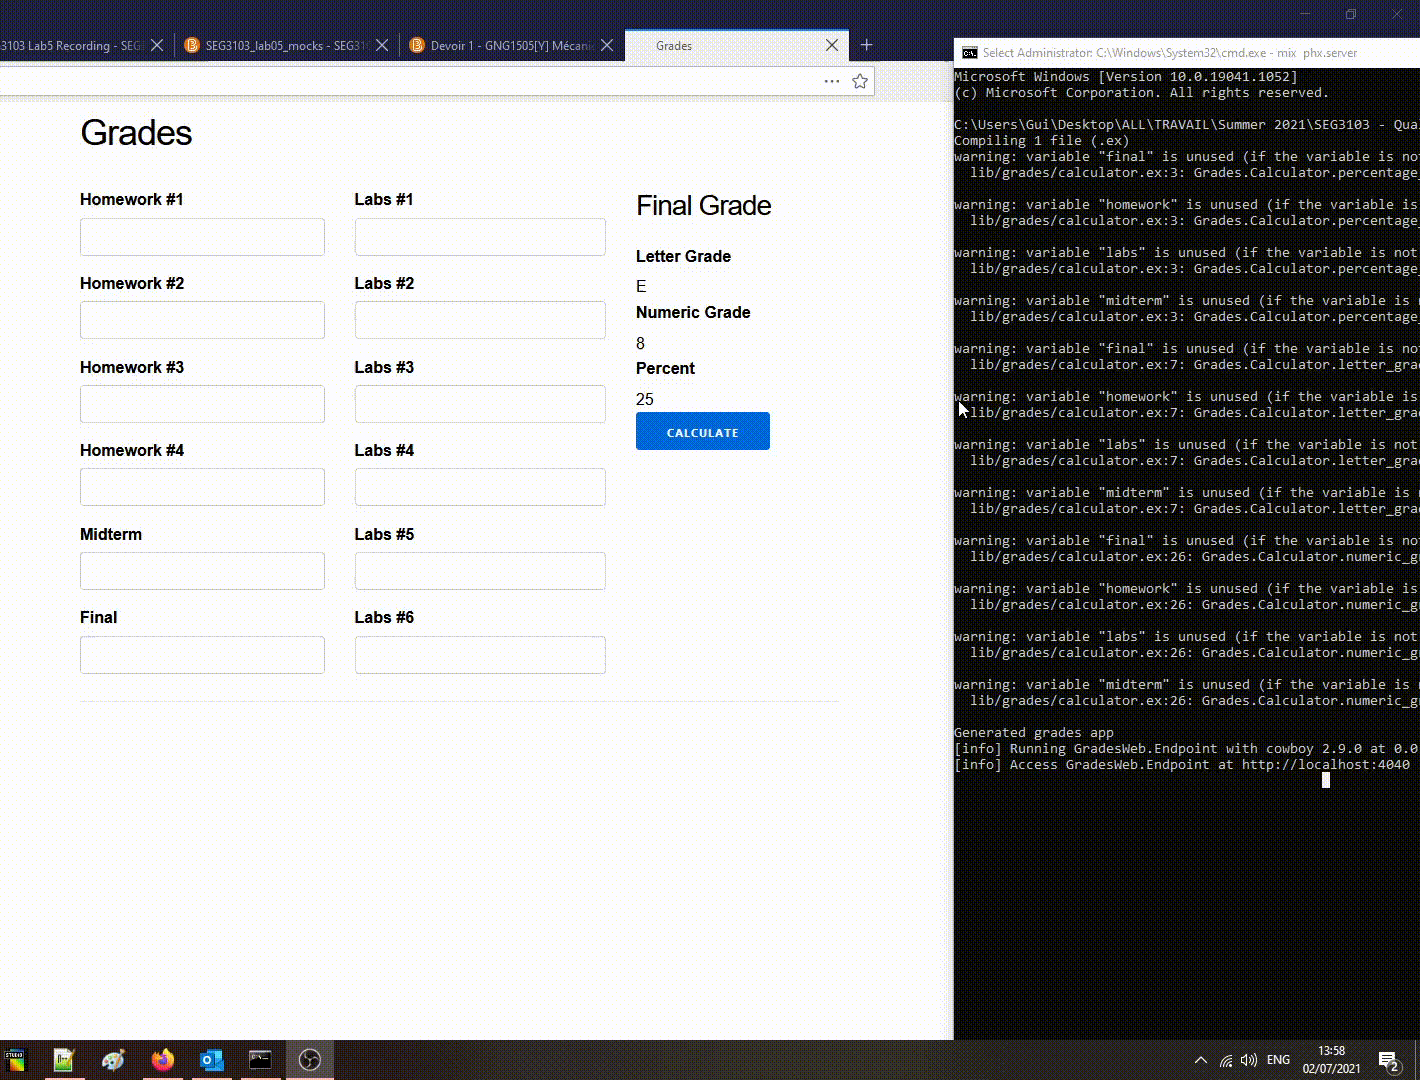 3103 Lab5 Recording - SEG
SEG3103_lab05_mocks - SEG31
Devoir 1 - GNG1505[Y] Mécani
Grades
Select Administrator: C:\Windows\System32\cmd.exe - mix phx.server
Grades
Homework #1
Labs #1
Homework #2
Labs #2
Homework #3
Labs #3
Homework #4
Labs #4
Midterm
Labs #5
Final
Labs #6
Final Grade
Letter Grade
E
Numeric Grade
8
Percent
25
CALCULATE
Microsoft Windows [Version 10.0.19041.1052]
(c) Microsoft Corporation. All rights reserved.
C:\Users\Gui\Desktop\ALL\TRAVAIL\Summer 2021\SEG3103 - Qua
Compiling 1 file (.ex)
warning: variable "final" is unused (if the variable is no
lib/grades/calculator.ex:3: Grades.Calculator.percentage_
warning: variable "homework" is unused (if the variable is
lib/grades/calculator.ex:3: Grades.Calculator.percentage_
warning: variable "labs" is unused (if the variable is not
lib/grades/calculator.ex:3: Grades.Calculator.percentage_
warning: variable "midterm" is unused (if the variable is n
lib/grades/calculator.ex:3: Grades.Calculator.percentage_
warning: variable "final" is unused (if the variable is no
lib/grades/calculator.ex:7: Grades.Calculator.letter_gra
warning: variable "homework" is unused (if the variable is
lib/grades/calculator.ex:7: Grades.Calculator.letter_gra
warning: variable "labs" is unused (if the variable is not
lib/grades/calculator.ex:7: Grades.Calculator.letter_gra
warning: variable "midterm" is unused (if the variable is
lib/grades/calculator.ex:7: Grades.Calculator.letter_gra
warning: variable "final" is unused (if the variable is no
lib/grades/calculator.ex:26: Grades.Calculator.numeric_g
warning: variable "homework" is unused (if the variable is
lib/grades/calculator.ex:26: Grades.Calculator.numeric_g
warning: variable "labs" is unused (if the variable is not
lib/grades/calculator.ex:26: Grades.Calculator.numeric_g
warning: variable "midterm" is unused (if the variable is
lib/grades/calculator.ex:26: Grades.Calculator.numeric_g
Generated grades app
[info] Running GradesWeb.Endpoint with cowboy 2.9.0 at 0.0
[info] Access GradesWeb.Endpoint at http://localhost:4040
STUDIO
ENG
13:58
02/07/2021
2